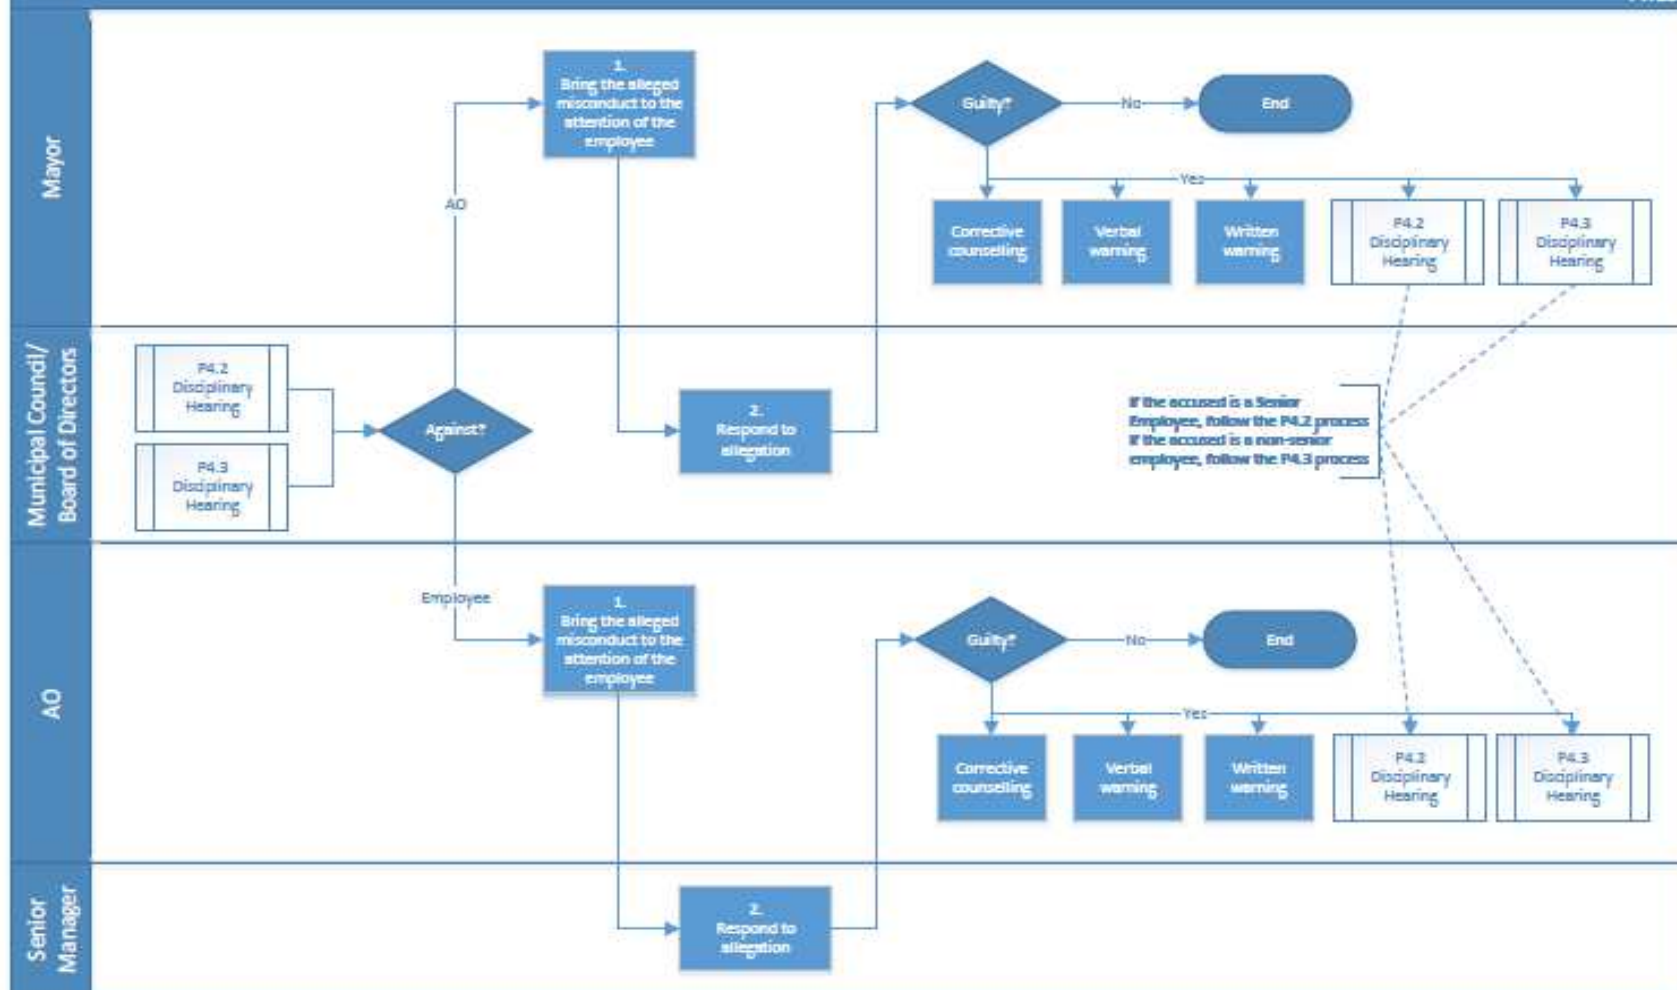 Mayor
1.
Bring the alleged
misconduct to the
attention of the
employee
AO
Guilty?
No
End
Yes
Corrective
counselling
Verbal
warning
Written
warning
P4.2
Disciplinary
Hearing
P4.3
Disciplinary
Hearing
Municipal Council/
Board of Directors
P4.2
Disciplinary
Hearing
P4.3
Disciplinary
Hearing
Against?
2.
Respond to
allegation
If the accused is a Senior
Employee, follow the P4.2 process
If the accused is a non-senior
employee, follow the P4.3 process
AO
Employee
1.
Bring the alleged
misconduct to the
attention of the
employee
Guilty?
No
End
Yes
Corrective
counselling
Verbal
warning
Written
warning
P4.2
Disciplinary
Hearing
P4.3
Disciplinary
Hearing
Senior
Manager
2.
Respond to
allegation